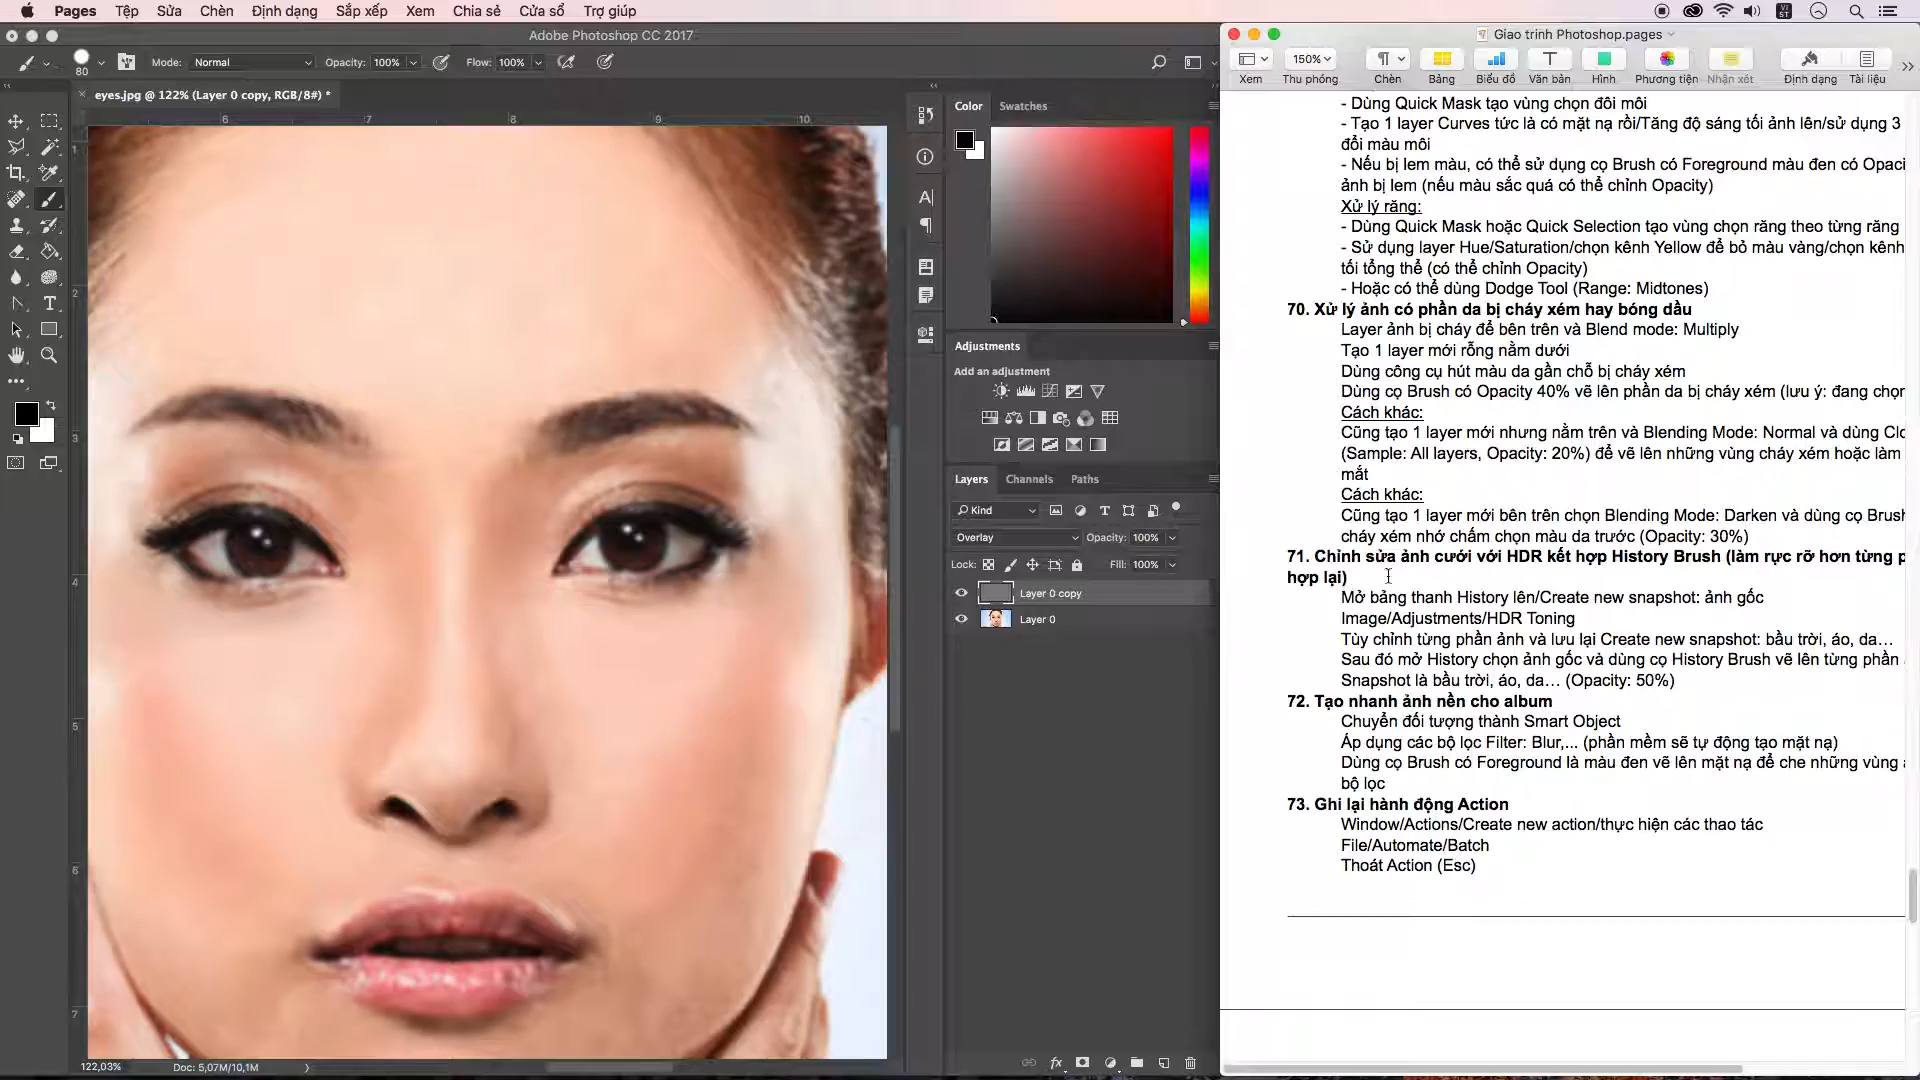 Pages Tệp Sửa Chèn Định dạng Sắp xếp Xem Chia sẻ Cửa sổ Trợ giúp
Adobe Photoshop CC 2017
80 Mode: Normal Opacity: 100% Flow: 100%
eyes.jpg @ 122% (Layer 0 copy, RGB/8#) *
6 7 8 9 10
1
2
3
4
5
6
7
122,03% Doc: 5,07M/10,1M
Color Swatches
Adjustments
Add an adjustment
Layers Channels Paths
Kind
Overlay Opacity: 100%
Lock: Fill: 100%
Layer 0 copy
Layer 0
Giao trinh Photoshop.pages
150%
Xem Thu phóng Chèn Bảng Biểu đồ Văn bản Hình Phương tiện Nhận xét Định dạng Tài liệu
- Dùng Quick Mask tạo vùng chọn đôi môi
- Tạo 1 layer Curves tức là có mặt nạ rồi/Tăng độ sáng tối ảnh lên/sử dụng 3
đổi màu môi
- Nếu bị lem màu, có thể sử dụng cọ Brush có Foreground màu đen có Opaci
ảnh bị lem (nếu màu sắc quá có thể chỉnh Opacity)
Xử lý răng:
- Dùng Quick Mask hoặc Quick Selection tạo vùng chọn răng theo từng răng
- Sử dụng layer Hue/Saturation/chọn kênh Yellow để bỏ màu vàng/chọn kênh
tối tổng thể (có thể chỉnh Opacity)
- Hoặc có thể dùng Dodge Tool (Range: Midtones)
70. Xử lý ảnh có phần da bị cháy xém hay bóng dầu
Layer ảnh bị cháy để bên trên và Blend mode: Multiply
Tạo 1 layer mới rỗng nằm dưới
Dùng công cụ hút màu da gần chỗ bị cháy xém
Dùng cọ Brush có Opacity 40% vẽ lên phần da bị cháy xém (lưu ý: đang chọn
Cách khác:
Cũng tạo 1 layer mới nhưng nằm trên và Blending Mode: Normal và dùng Clo
(Sample: All layers, Opacity: 20%) để vẽ lên những vùng cháy xém hoặc làm
mắt
Cách khác:
Cũng tạo 1 layer mới bên trên chọn Blending Mode: Darken và dùng cọ Brush
cháy xém nhớ chấm chọn màu da trước (Opacity: 30%)
71. Chỉnh sửa ảnh cưới với HDR kết hợp History Brush (làm rực rỡ hơn từng p
hợp lại)
Mở bảng thanh History lên/Create new snapshot: ảnh gốc
Image/Adjustments/HDR Toning
Tùy chỉnh từng phần ảnh và lưu lại Create new snapshot: bầu trời, áo, da…
Sau đó mở History chọn ảnh gốc và dùng cọ History Brush vẽ lên từng phần
Snapshot là bầu trời, áo, da… (Opacity: 50%)
72. Tạo nhanh ảnh nền cho album
Chuyển đối tượng thành Smart Object
Áp dụng các bộ lọc Filter: Blur,... (phần mềm sẽ tự động tạo mặt nạ)
Dùng cọ Brush có Foreground là màu đen vẽ lên mặt nạ để che những vùng
bộ lọc
73. Ghi lại hành động Action
Window/Actions/Create new action/thực hiện các thao tác
File/Automate/Batch
Thoát Action (Esc)